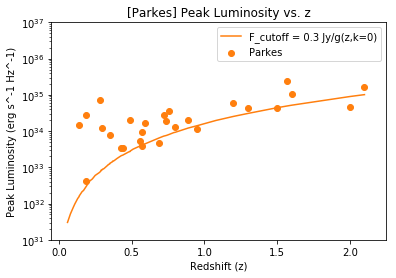 [Parkes] Peak Luminosity vs. z
F_cutoff = 0.3 Jy/g(z,k=0)
Parkes
Peak Luminosity (erg s^-1 Hz^-1)
10^37
10^36
10^35
10^34
10^33
10^32
10^31
0.0 0.5 1.0 1.5 2.0
Redshift (z)